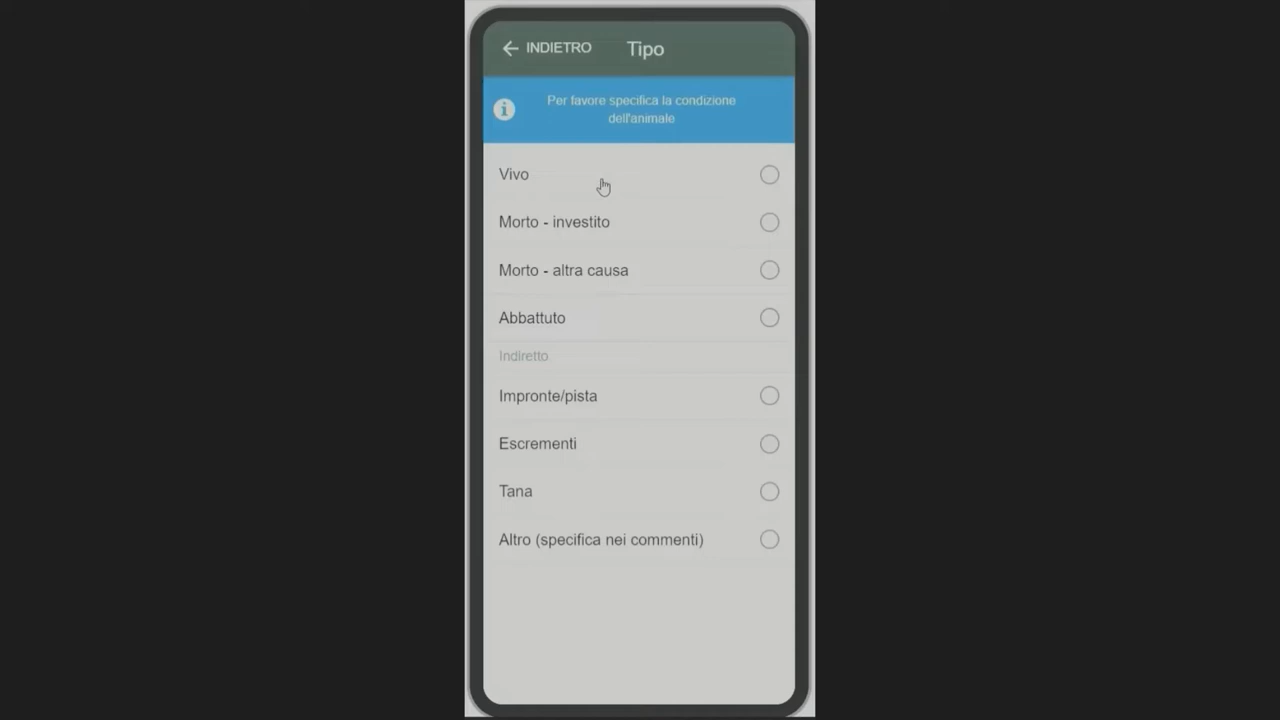 INDIETRO Tipo
Per favore specifica la condizione
dell'animale
Vivo
Morto - investito
Morto - altra causa
Abbattuto
Indiretto
Impronte/pista
Escrementi
Tana
Altro (specifica nei commenti)